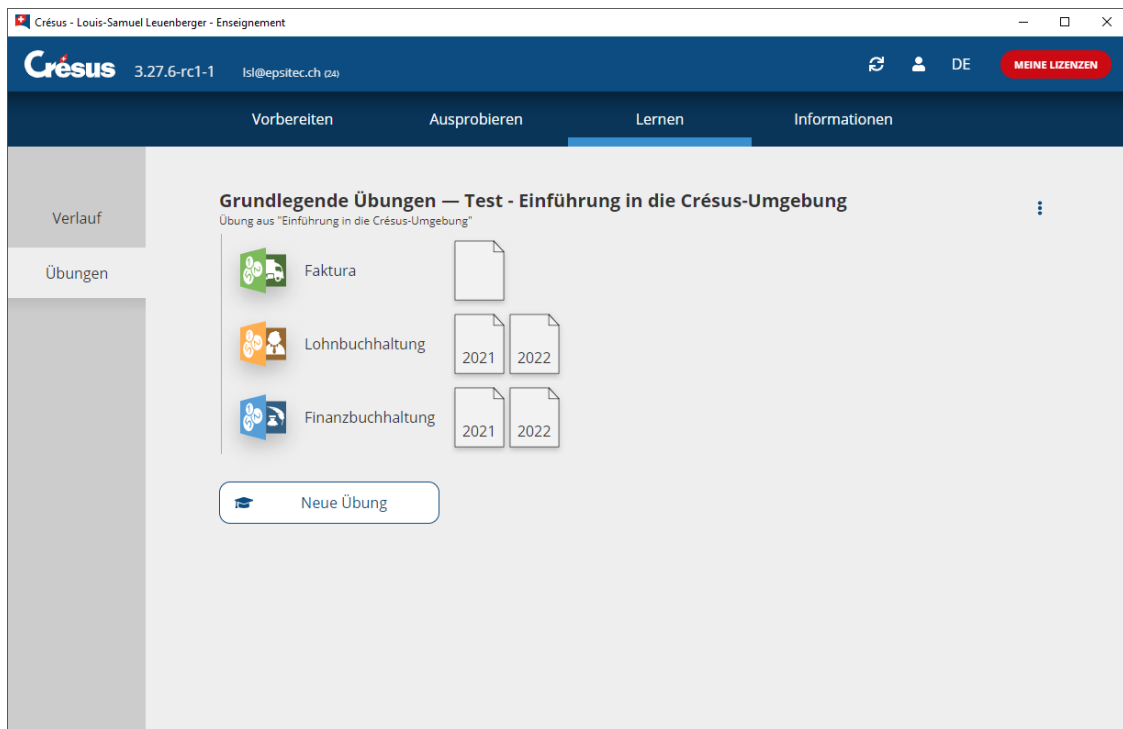 Crésus - Louis-Samuel Leuenberger - Enseignement
Crésus 3.27.6-rc1-1 lsl@epsitec.ch (24) DE MEINE LIZENZEN
Vorbereiten Ausprobieren Lernen Informationen
Verlauf
Übungen
Grundlegende Übungen — Test - Einführung in die Crésus-Umgebung
Übung aus "Einführung in die Crésus-Umgebung"
Faktura
Lohnbuchhaltung 2021 2022
Finanzbuchhaltung 2021 2022
Neue Übung